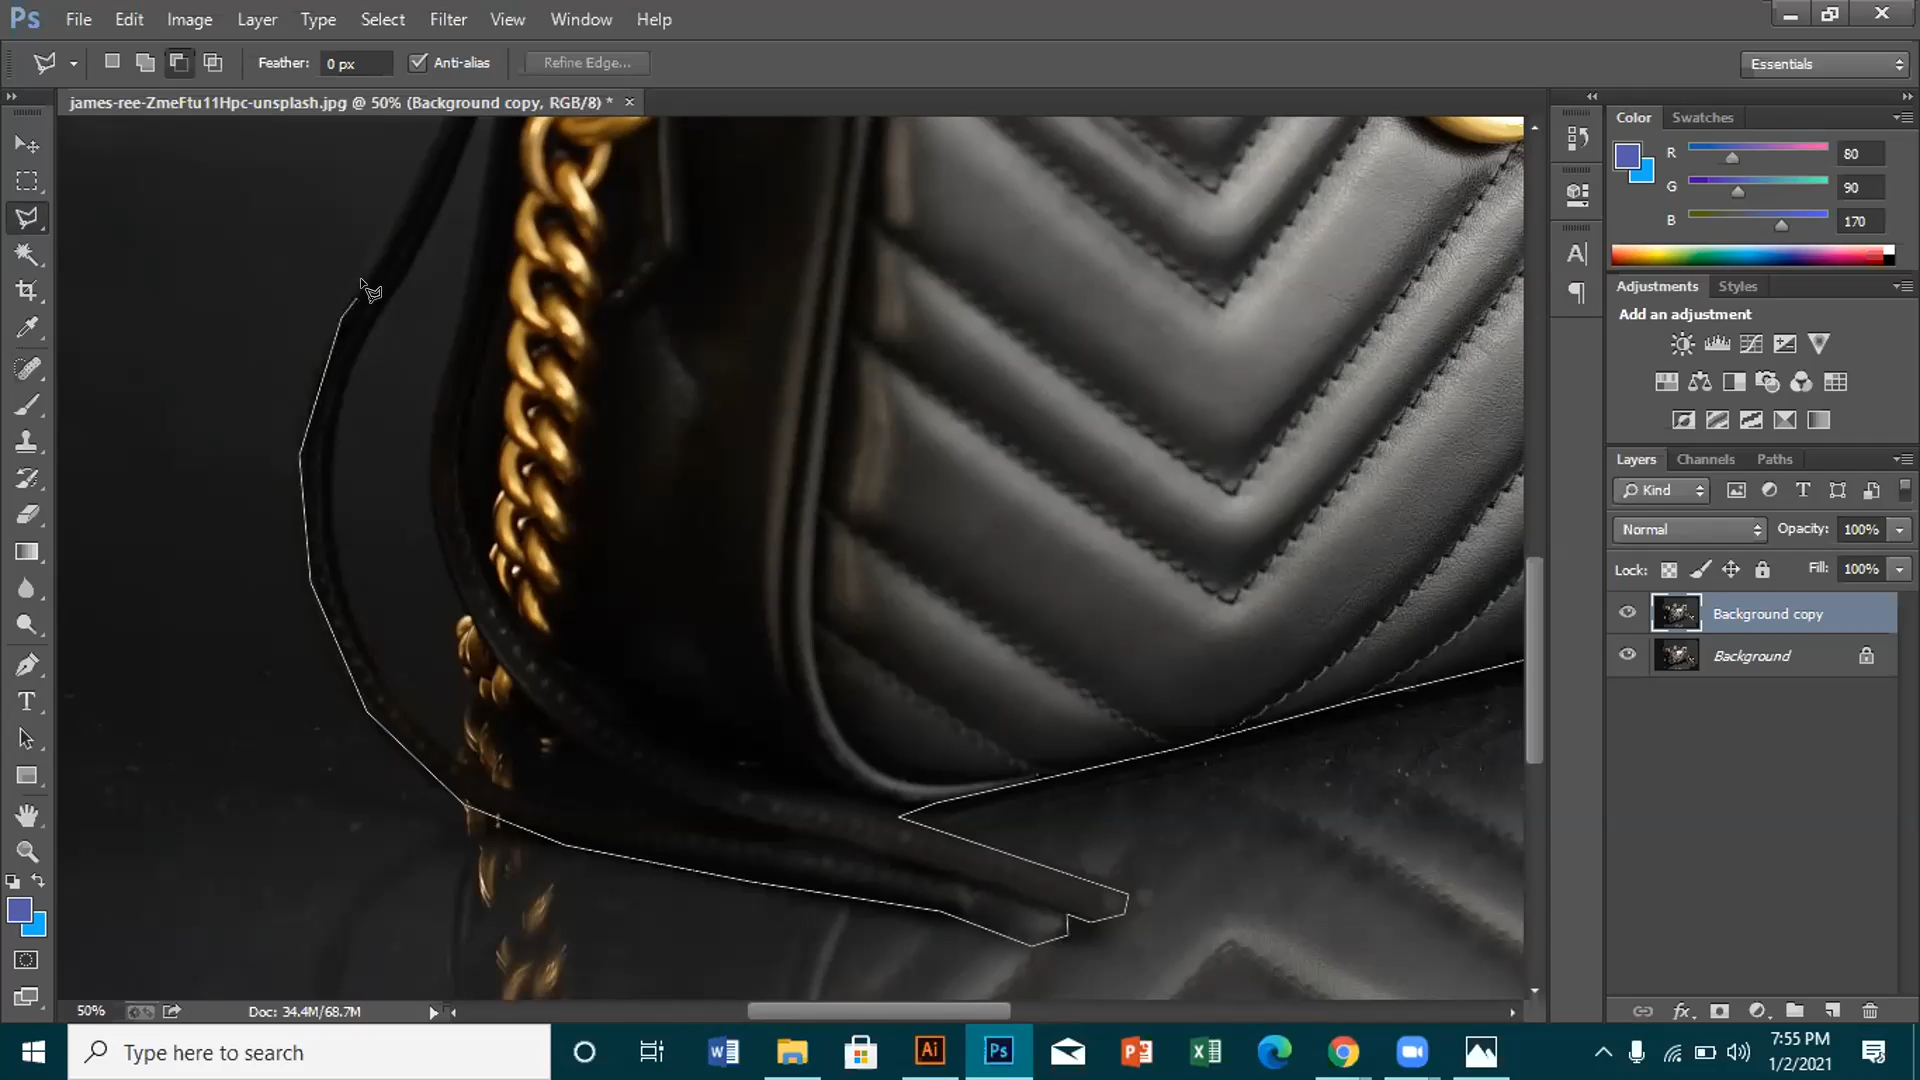 Ps File Edit Image Layer Type Select Filter View Window Help
Feather: 0 px Anti-alias Refine Edge... Essentials
james-ree-ZmeFtu11Hpc-unsplash.jpg @ 50% (Background copy, RGB/8) * ×
Color Swatches
R 80
G 90
B 170
Adjustments Styles
Add an adjustment
Layers Channels Paths
Kind
Normal Opacity: 100%
Lock: Fill: 100%
Background copy
Background
50% Doc: 34.4M/68.7M
Type here to search
7:55 PM
1/2/2021